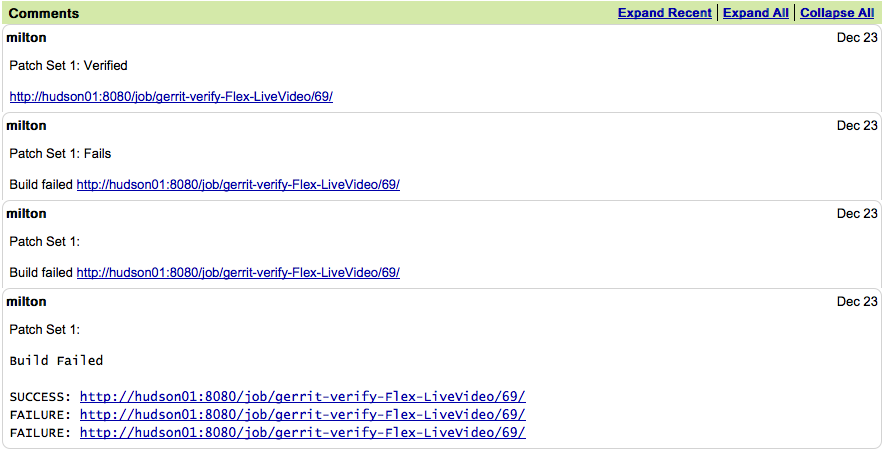 Comments Expand Recent | Expand All | Collapse All
milton Dec 23
Patch Set 1: Verified
http://hudson01:8080/job/gerrit-verify-Flex-LiveVideo/69/
milton Dec 23
Patch Set 1: Fails
Build failed http://hudson01:8080/job/gerrit-verify-Flex-LiveVideo/69/
milton Dec 23
Patch Set 1:
Build failed http://hudson01:8080/job/gerrit-verify-Flex-LiveVideo/69/
milton Dec 23
Patch Set 1:
Build Failed
SUCCESS: http://hudson01:8080/job/gerrit-verify-Flex-LiveVideo/69/
FAILURE: http://hudson01:8080/job/gerrit-verify-Flex-LiveVideo/69/
FAILURE: http://hudson01:8080/job/gerrit-verify-Flex-LiveVideo/69/